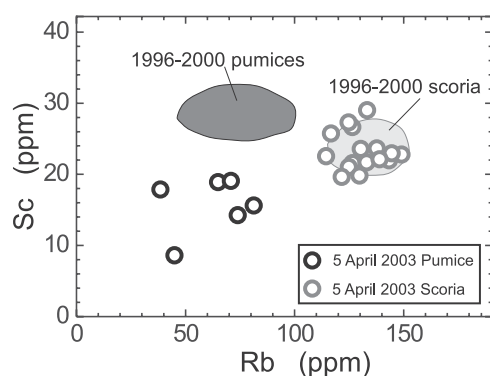 40
30
20
10
0
0
50
100
150
Sc (ppm)
Rb (ppm)
1996-2000 pumices
1996-2000 scoria
5 April 2003 Pumice
5 April 2003 Scoria